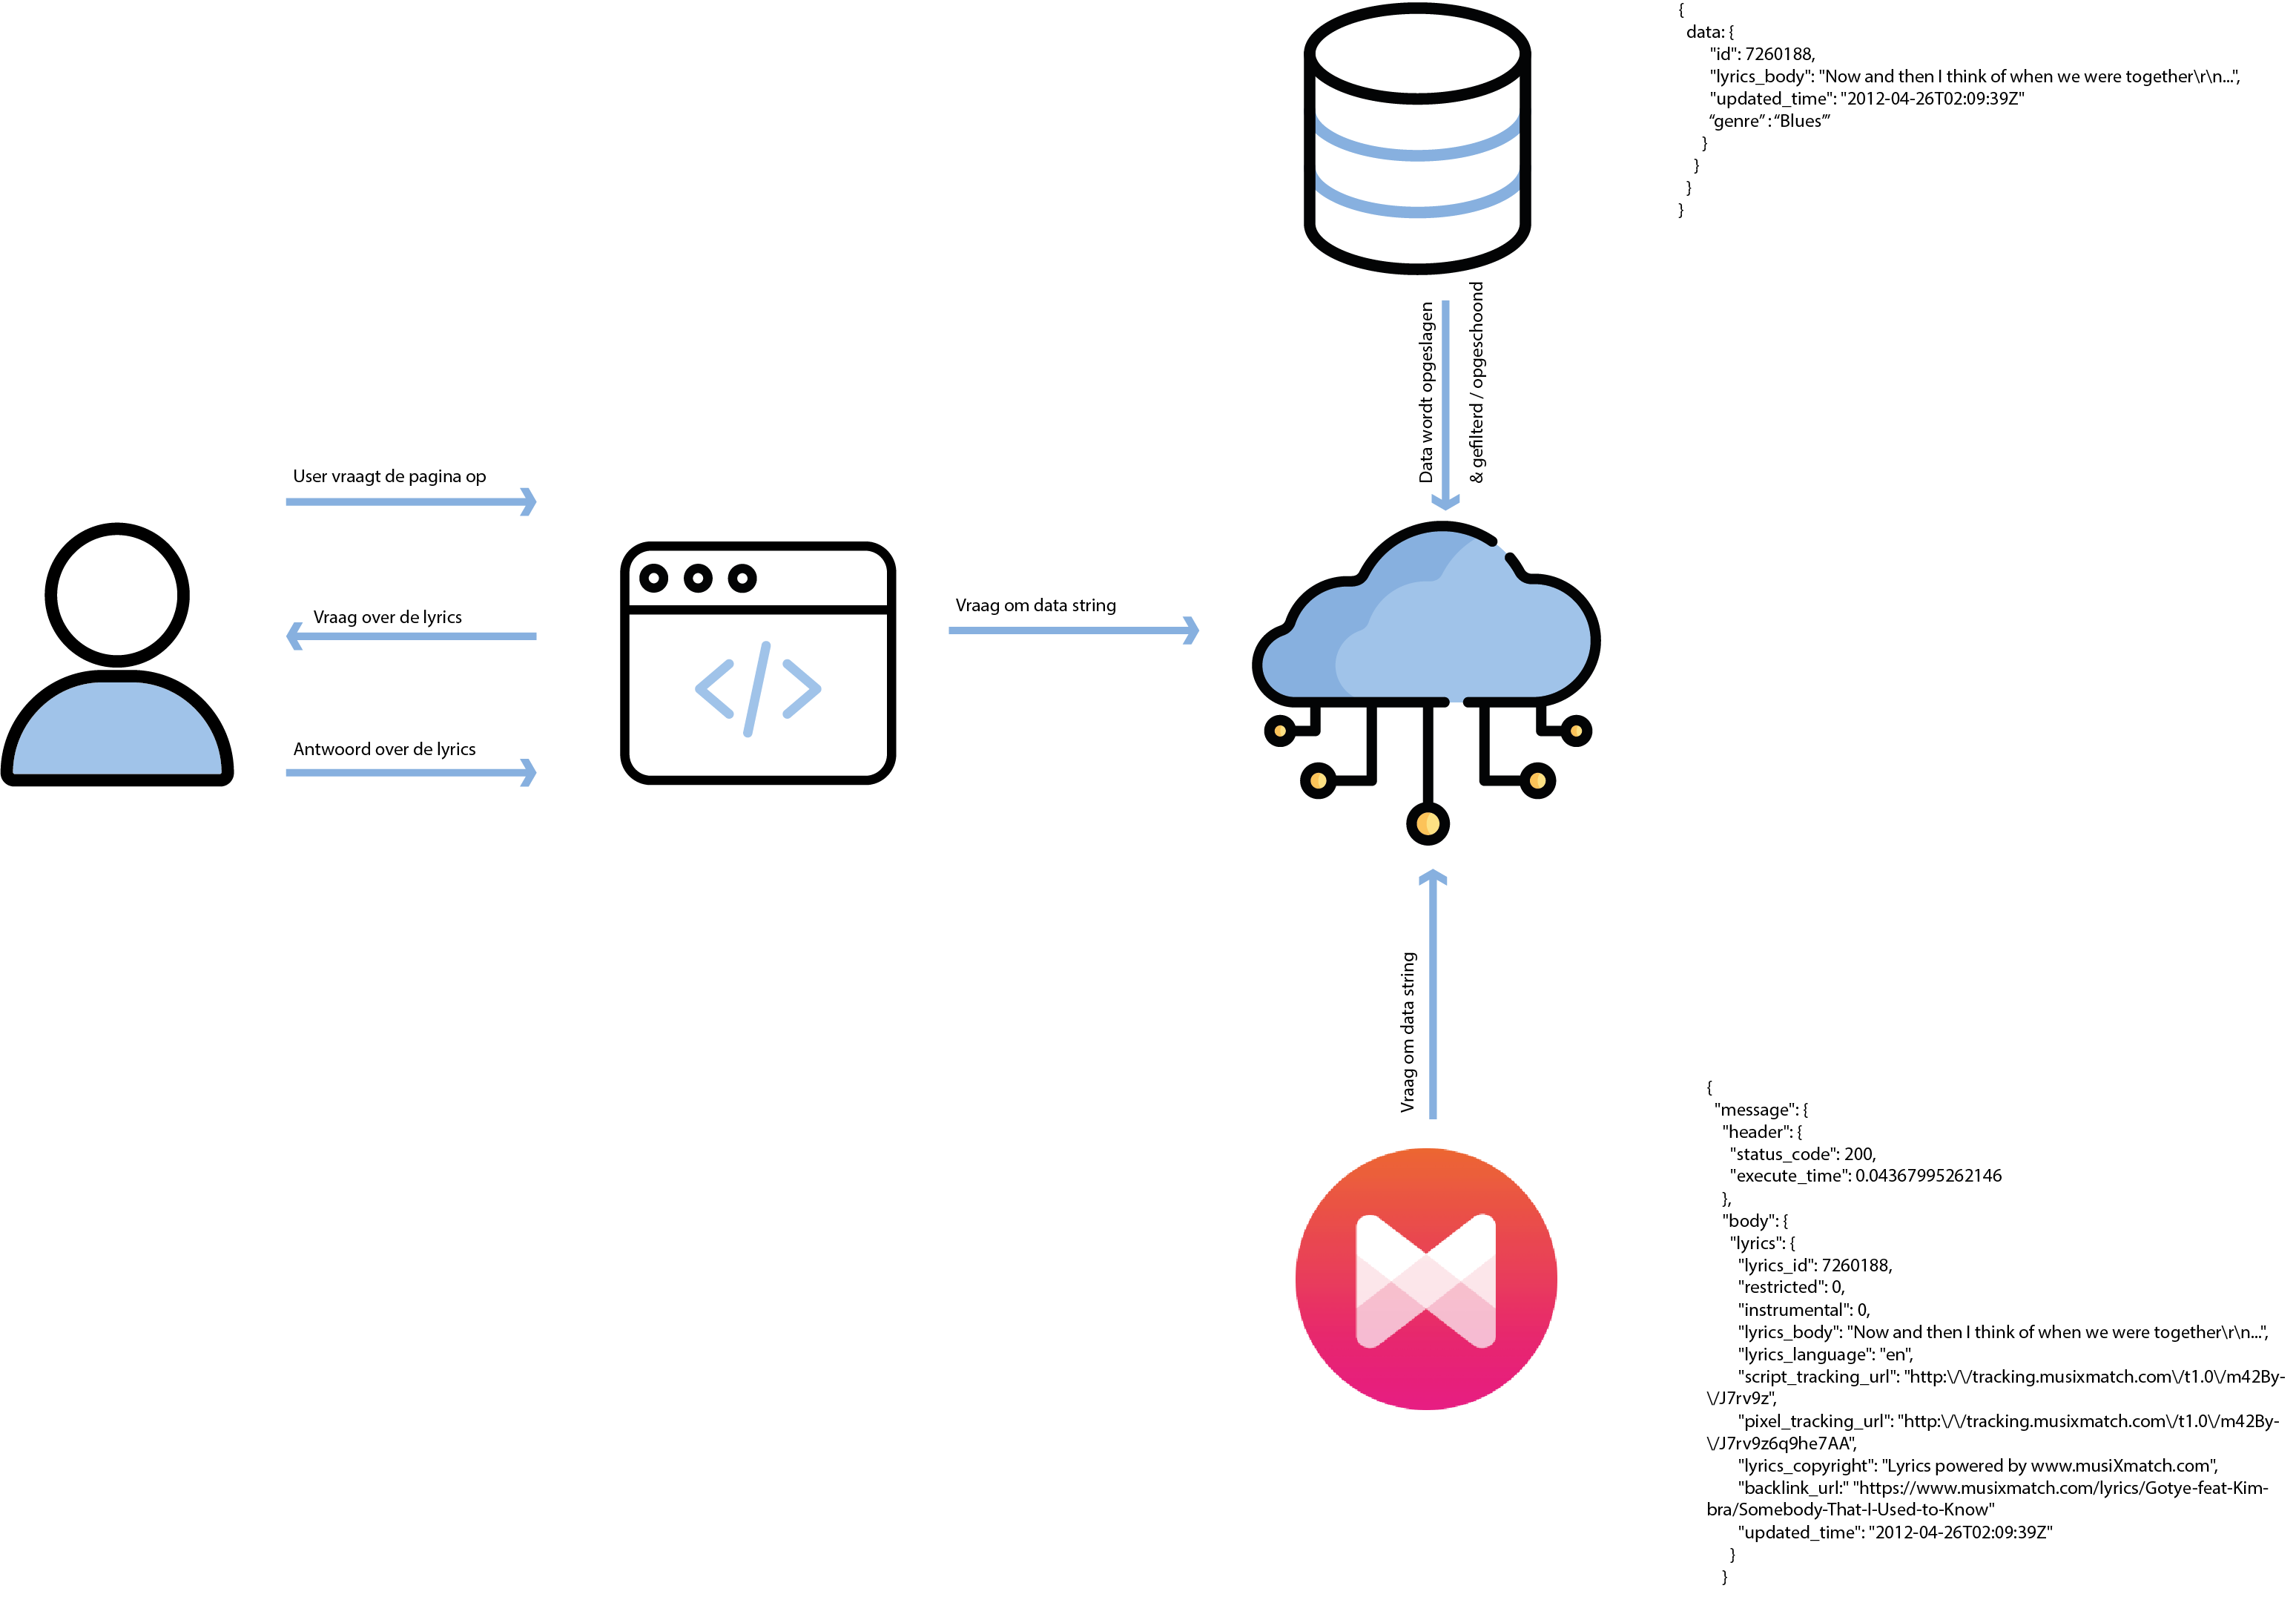 {
data: {
"id": 7260188,
"lyrics_body": "Now and then I think of when we were together\r\n...",
"updated_time": "2012-04-26T02:09:39Z"
“genre” : “Blues’”
}
}
}
}
Data wordt opgeslagen
& gefilterd / opgeschoond
User vraagt de pagina op
Vraag over de lyrics
Antwoord over de lyrics
Vraag om data string
Vraag om data string
{
"message": {
"header": {
"status_code": 200,
"execute_time": 0.04367995262146
},
"body": {
"lyrics": {
"lyrics_id": 7260188,
"restricted": 0,
"instrumental": 0,
"lyrics_body": "Now and then I think of when we were together\r\n...",
"lyrics_language": "en",
"script_tracking_url": "http:\/\/tracking.musixmatch.com\/t1.0\/m42By-
\/J7rv9z",
"pixel_tracking_url": "http:\/\/tracking.musixmatch.com\/t1.0\/m42By-
\/J7rv9z6q9he7AA",
"lyrics_copyright": "Lyrics powered by www.musiXmatch.com",
"backlink_url:" "https://www.musixmatch.com/lyrics/Gotye-feat-Kim-
bra/Somebody-That-I-Used-to-Know"
"updated_time": "2012-04-26T02:09:39Z"
}
}